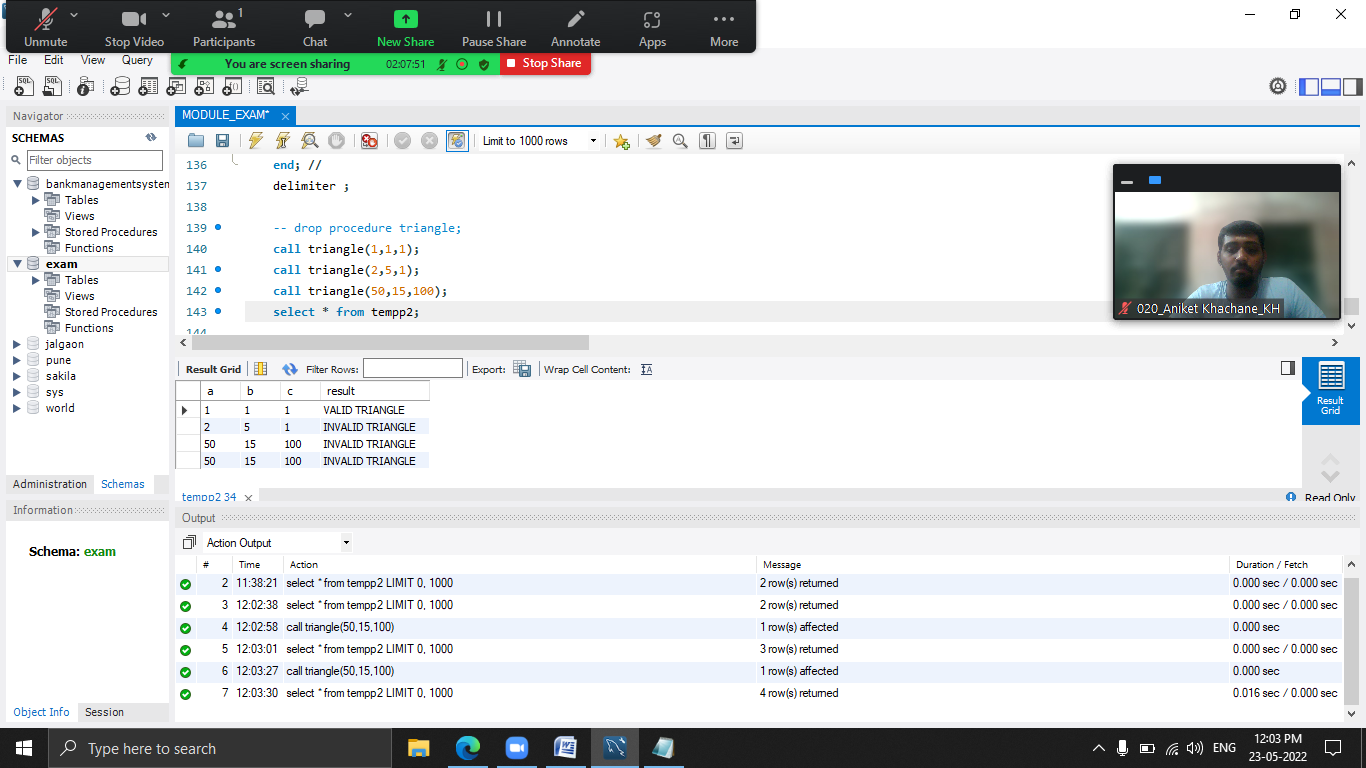 1
Unmute Stop Video Participants Chat New Share Pause Share Annotate Apps More
File Edit View Query You are screen sharing 02:07:51 Stop Share
Navigator
SCHEMAS
Filter objects
bankmanagementsystem
Tables
Views
Stored Procedures
Functions
exam
Tables
Views
Stored Procedures
Functions
jalgaon
pune
sakila
sys
world
Administration Schemas
Information
Schema: exam
Object Info Session
MODULE_EXAM*
Limit to 1000 rows
136 end; //
137 delimiter ;
138
139 -- drop procedure triangle;
140 call triangle(1,1,1);
141 call triangle(2,5,1);
142 call triangle(50,15,100);
143 select * from tempp2;
144
020_Aniket Khachane_KH
Result Grid Filter Rows: Export: Wrap Cell Content: IA
a b c result
1 1 1 VALID TRIANGLE
2 5 1 INVALID TRIANGLE
50 15 100 INVALID TRIANGLE
50 15 100 INVALID TRIANGLE
Result
Grid
tempp2 34 Read Only
Output
Action Output
# Time Action Message Duration / Fetch
2 11:38:21 select * from tempp2 LIMIT 0, 1000 2 row(s) returned 0.000 sec / 0.000 sec
3 12:02:38 select * from tempp2 LIMIT 0, 1000 2 row(s) returned 0.000 sec / 0.000 sec
4 12:02:58 call triangle(50,15,100) 1 row(s) affected 0.000 sec
5 12:03:01 select * from tempp2 LIMIT 0, 1000 3 row(s) returned 0.000 sec / 0.000 sec
6 12:03:27 call triangle(50,15,100) 1 row(s) affected 0.000 sec
7 12:03:30 select * from tempp2 LIMIT 0, 1000 4 row(s) returned 0.016 sec / 0.000 sec
Type here to search
ENG
12:03 PM
23-05-2022